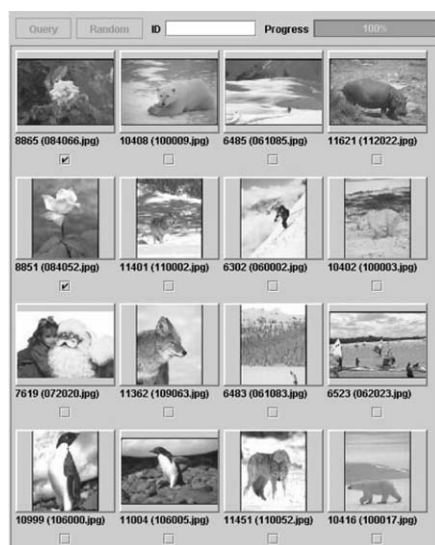 Query Random ID Progress 100%
8865 (084066.jpg) 10408 (100009.jpg) 6485 (061085.jpg) 11621 (112022.jpg)
8851 (084052.jpg) 11401 (110002.jpg) 6302 (060002.jpg) 10402 (100003.jpg)
7619 (072020.jpg) 11362 (109063.jpg) 6483 (061083.jpg) 6523 (062023.jpg)
10999 (106000.jpg) 11004 (106005.jpg) 11451 (110052.jpg) 10416 (100017.jpg)